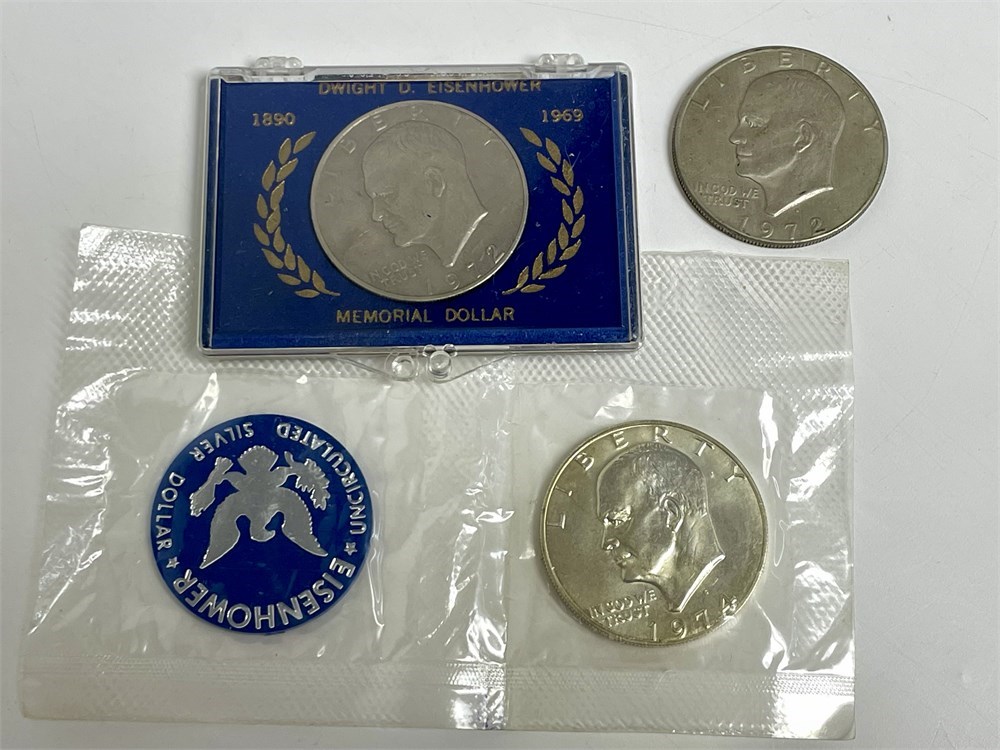 DWIGHT D. EISENHOWER
1890
1969
LIBERTY
IN GOD WE
TRUST
1972
MEMORIAL DOLLAR
LIBERTY
IN GOD WE
TRUST
1972
EISENHOWER
UNCIRCULATED SILVER DOLLAR
LIBERTY
IN GOD WE
TRUST
1974